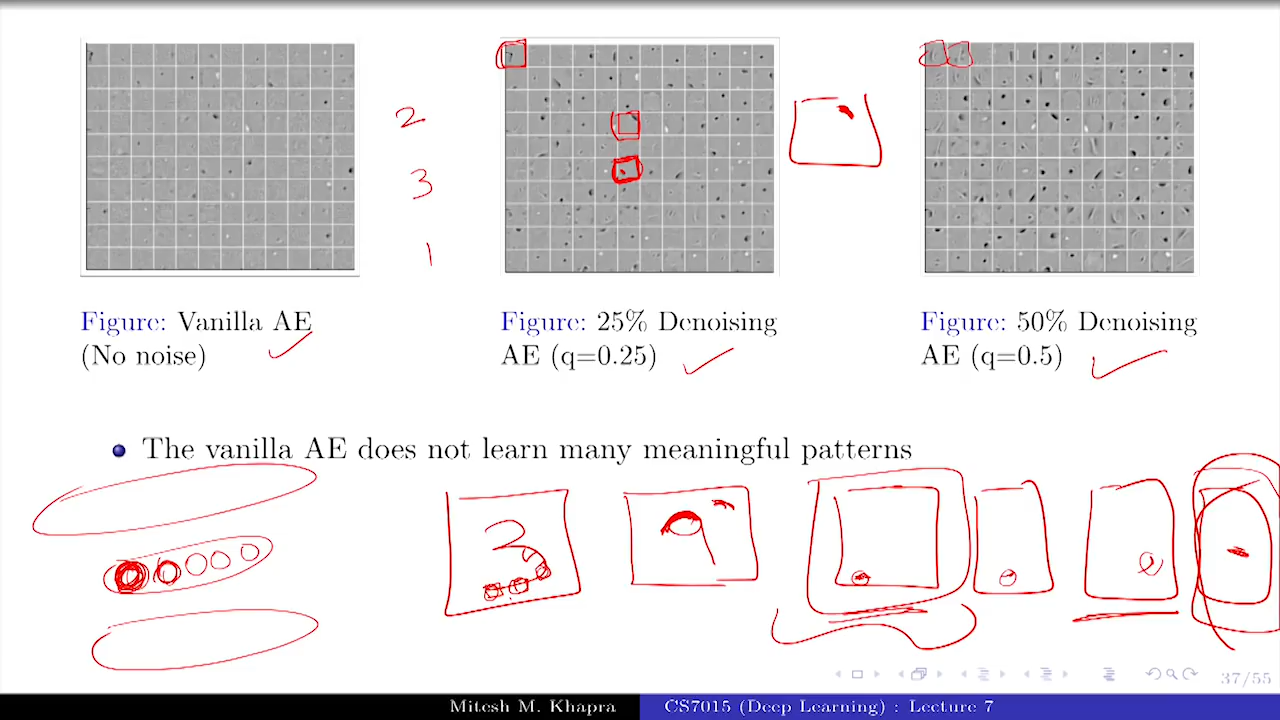 2
3
1
Figure: Vanilla AE
(No noise)
Figure: 25% Denoising
AE (q=0.25)
Figure: 50% Denoising
AE (q=0.5)
The vanilla AE does not learn many meaningful patterns
3
9
37/55
Mitesh M. Khapra
CS7015 (Deep Learning) : Lecture 7